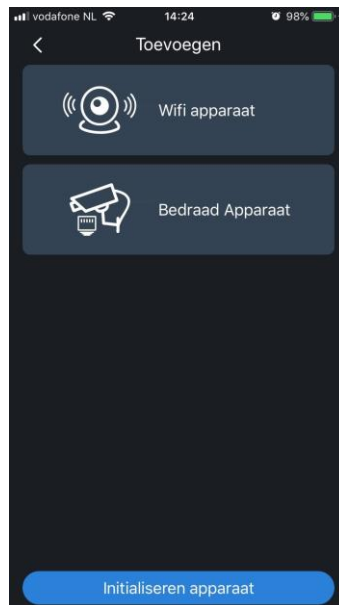 vodafone NL 14:24 98%
Toevoegen
Wifi apparaat
Bedraad Apparaat
Initialiseren apparaat